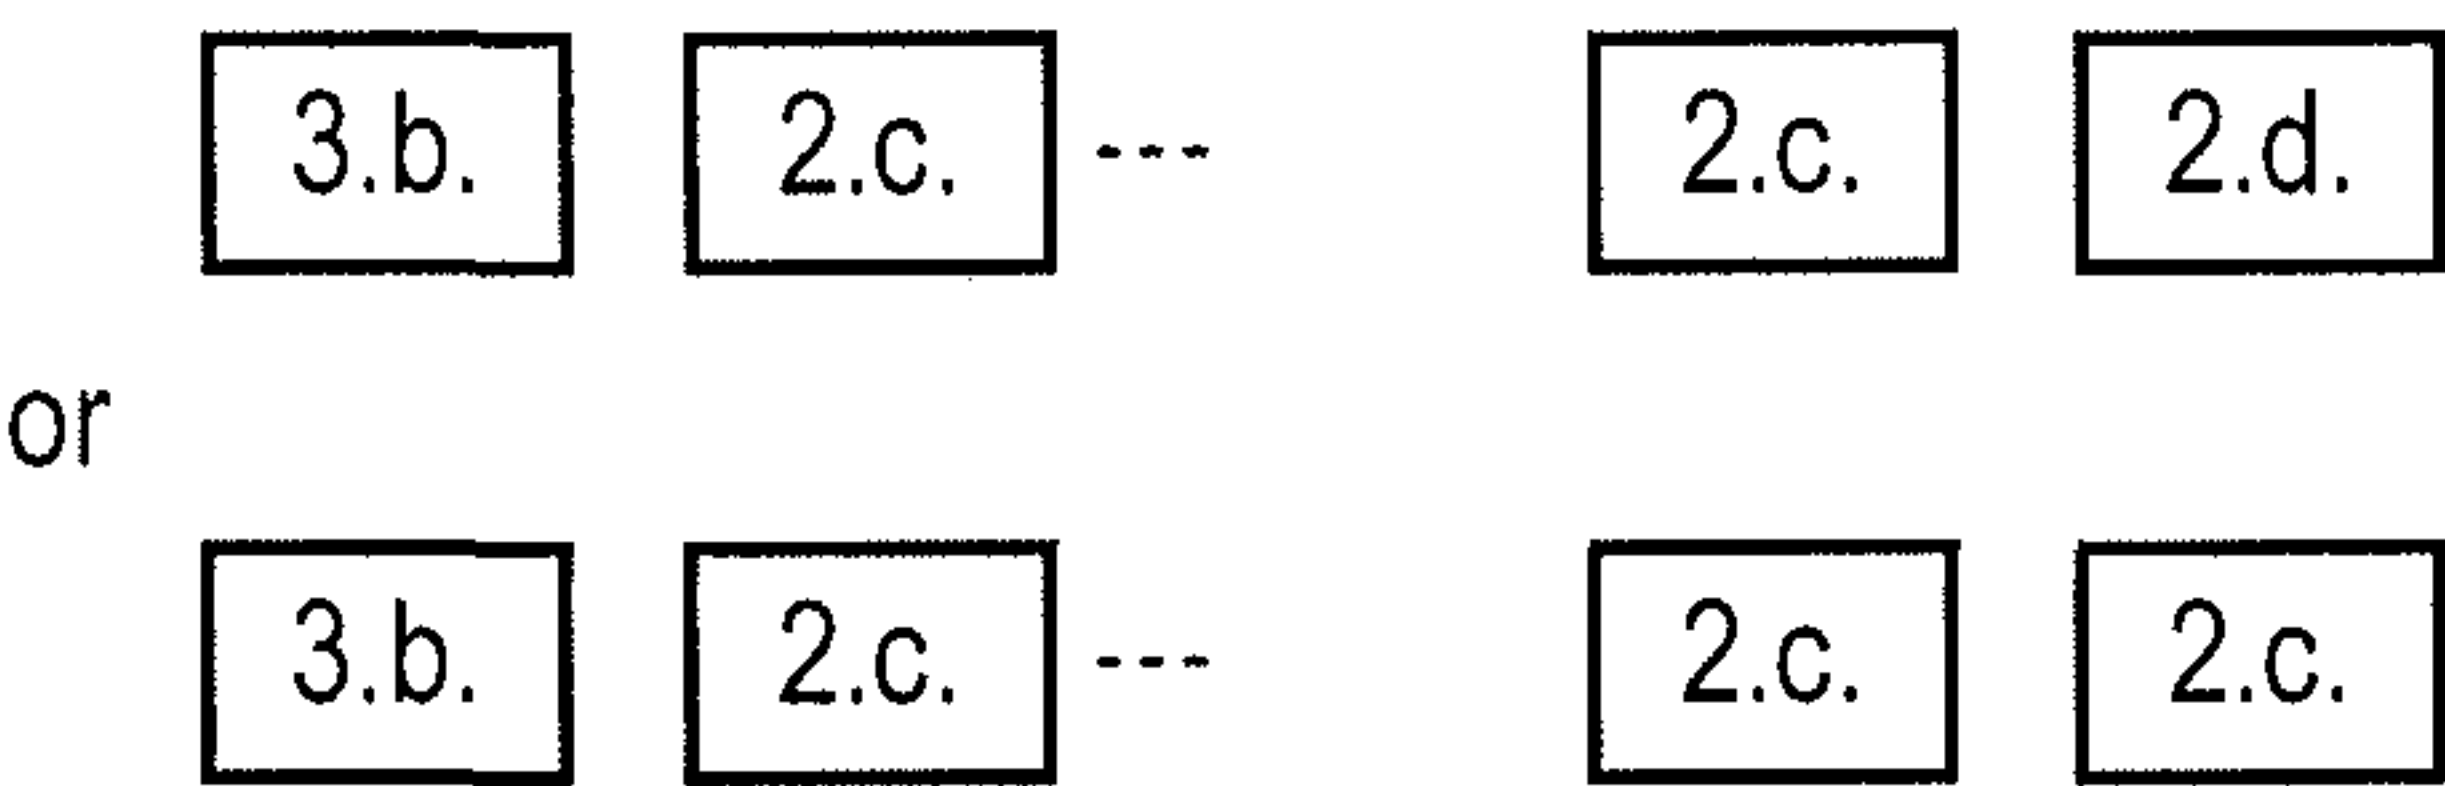 3.b. 2.c. --- 2.c. 2.d.
or
3.b. 2.c. --- 2.c. 2.c.